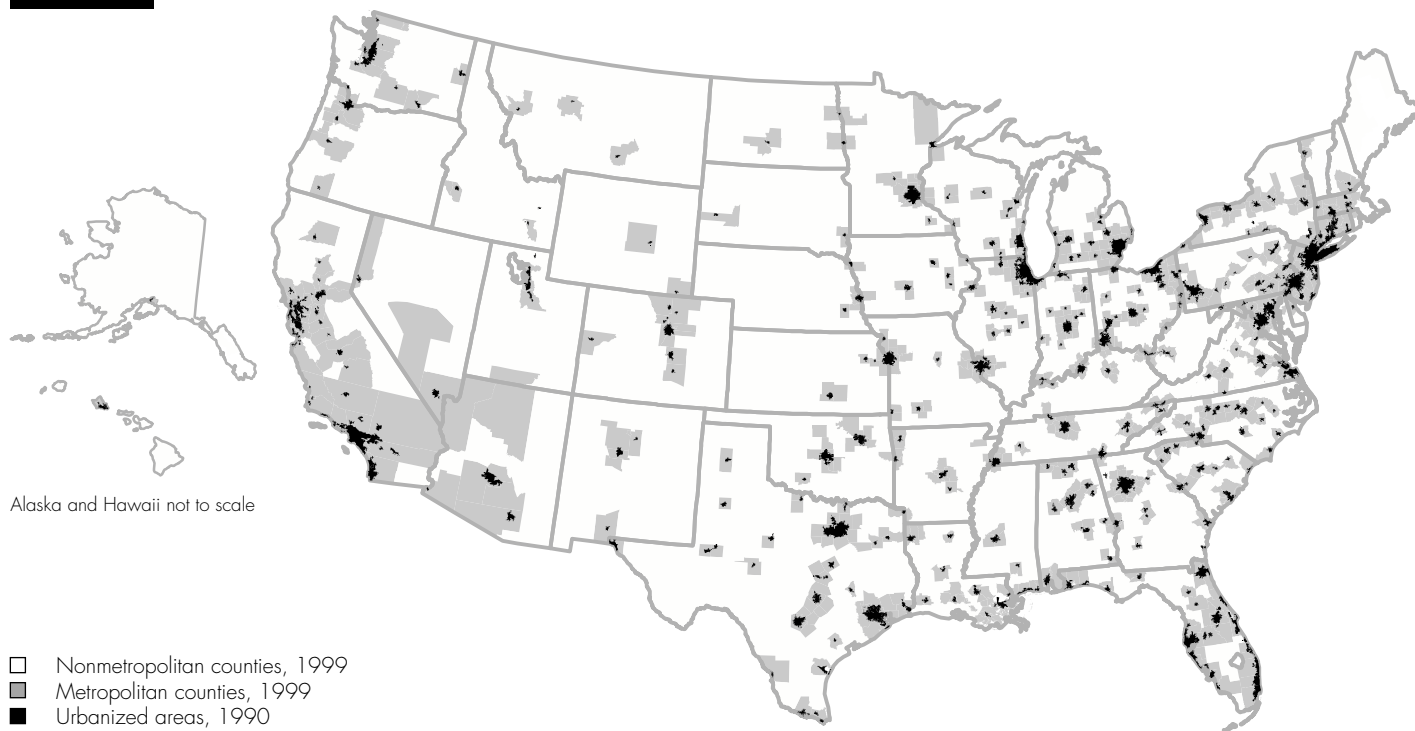 Alaska and Hawaii not to scale
Nonmetropolitan counties, 1999
Metropolitan counties, 1999
Urbanized areas, 1990